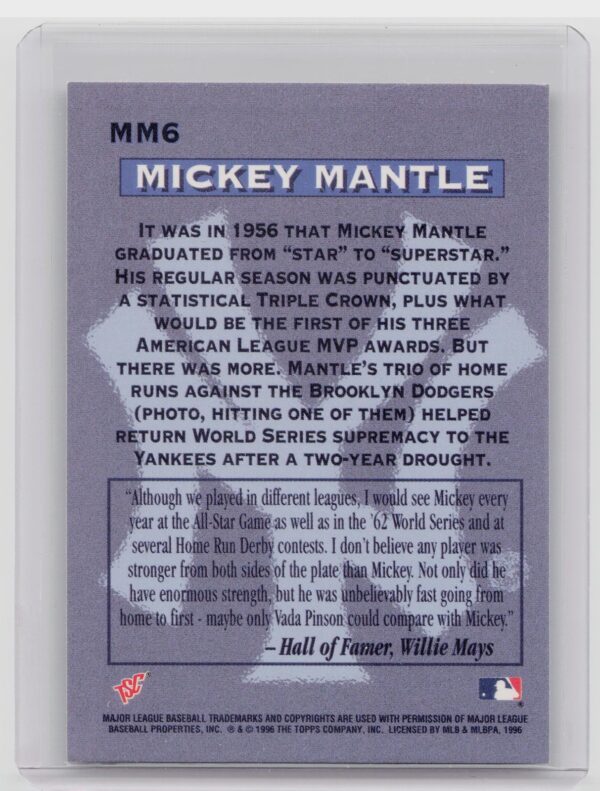 MM6
MICKEY MANTLE
IT WAS IN 1956 THAT MICKEY MANTLE
GRADUATED FROM “STAR” TO “SUPERSTAR.”
HIS REGULAR SEASON WAS PUNCTUATED BY
A STATISTICAL TRIPLE CROWN, PLUS WHAT
WOULD BE THE FIRST OF HIS THREE
AMERICAN LEAGUE MVP AWARDS. BUT
THERE WAS MORE. MANTLE’S TRIO OF HOME
RUNS AGAINST THE BROOKLYN DODGERS
(PHOTO, HITTING ONE OF THEM) HELPED
RETURN WORLD SERIES SUPREMACY TO THE
YANKEES AFTER A TWO-YEAR DROUGHT.
“Although we played in different leagues, I would see Mickey every
year at the All-Star Game as well as in the ’62 World Series and at
several Home Run Derby contests. I don’t believe any player was
stronger from both sides of the plate than Mickey. Not only did he
have enormous strength, but he was unbelievably fast going from
home to first - maybe only Vada Pinson could compare with Mickey.”
– Hall of Famer, Willie Mays
TSC
®
MAJOR LEAGUE BASEBALL TRADEMARKS AND COPYRIGHTS ARE USED WITH PERMISSION OF MAJOR LEAGUE
BASEBALL PROPERTIES, INC. ® & © 1996 THE TOPPS COMPANY, INC. LICENSED BY MLB & MLBPA, 1996